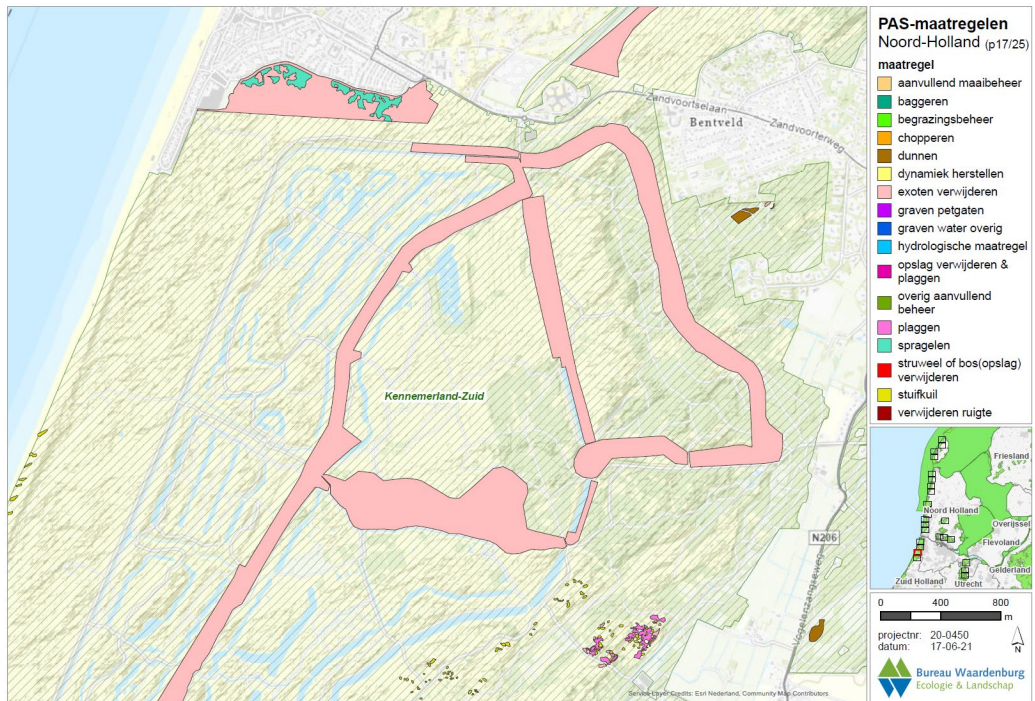 Zandvoortselaan
Bentveld
Zandvoorterweg
Kennemerland-Zuid
N206
Vogelenzangseweg
Service Layer Credits: Esri Nederland, Community Map Contributors
PAS-maatregelen
Noord-Holland (p17/25)
maatregel
aanvullend maaibeheer
baggeren
begrazingsbeheer
chopperen
dunnen
dynamiek herstellen
exoten verwijderen
graven petgaten
graven water overig
hydrologische maatregel
opslag verwijderen &
plaggen
overig aanvullend
beheer
plaggen
spragelen
struweel of bos(opslag)
verwijderen
stuifkuil
verwijderen ruigte
Friesland
Noord Holland
Overijssel
Flevoland
Gelderland
Utrecht
Zuid Holland
0 400 800
m
projectnr: 20-0450
datum: 17-06-21
N
Bureau Waardenburg
Ecologie & Landschap